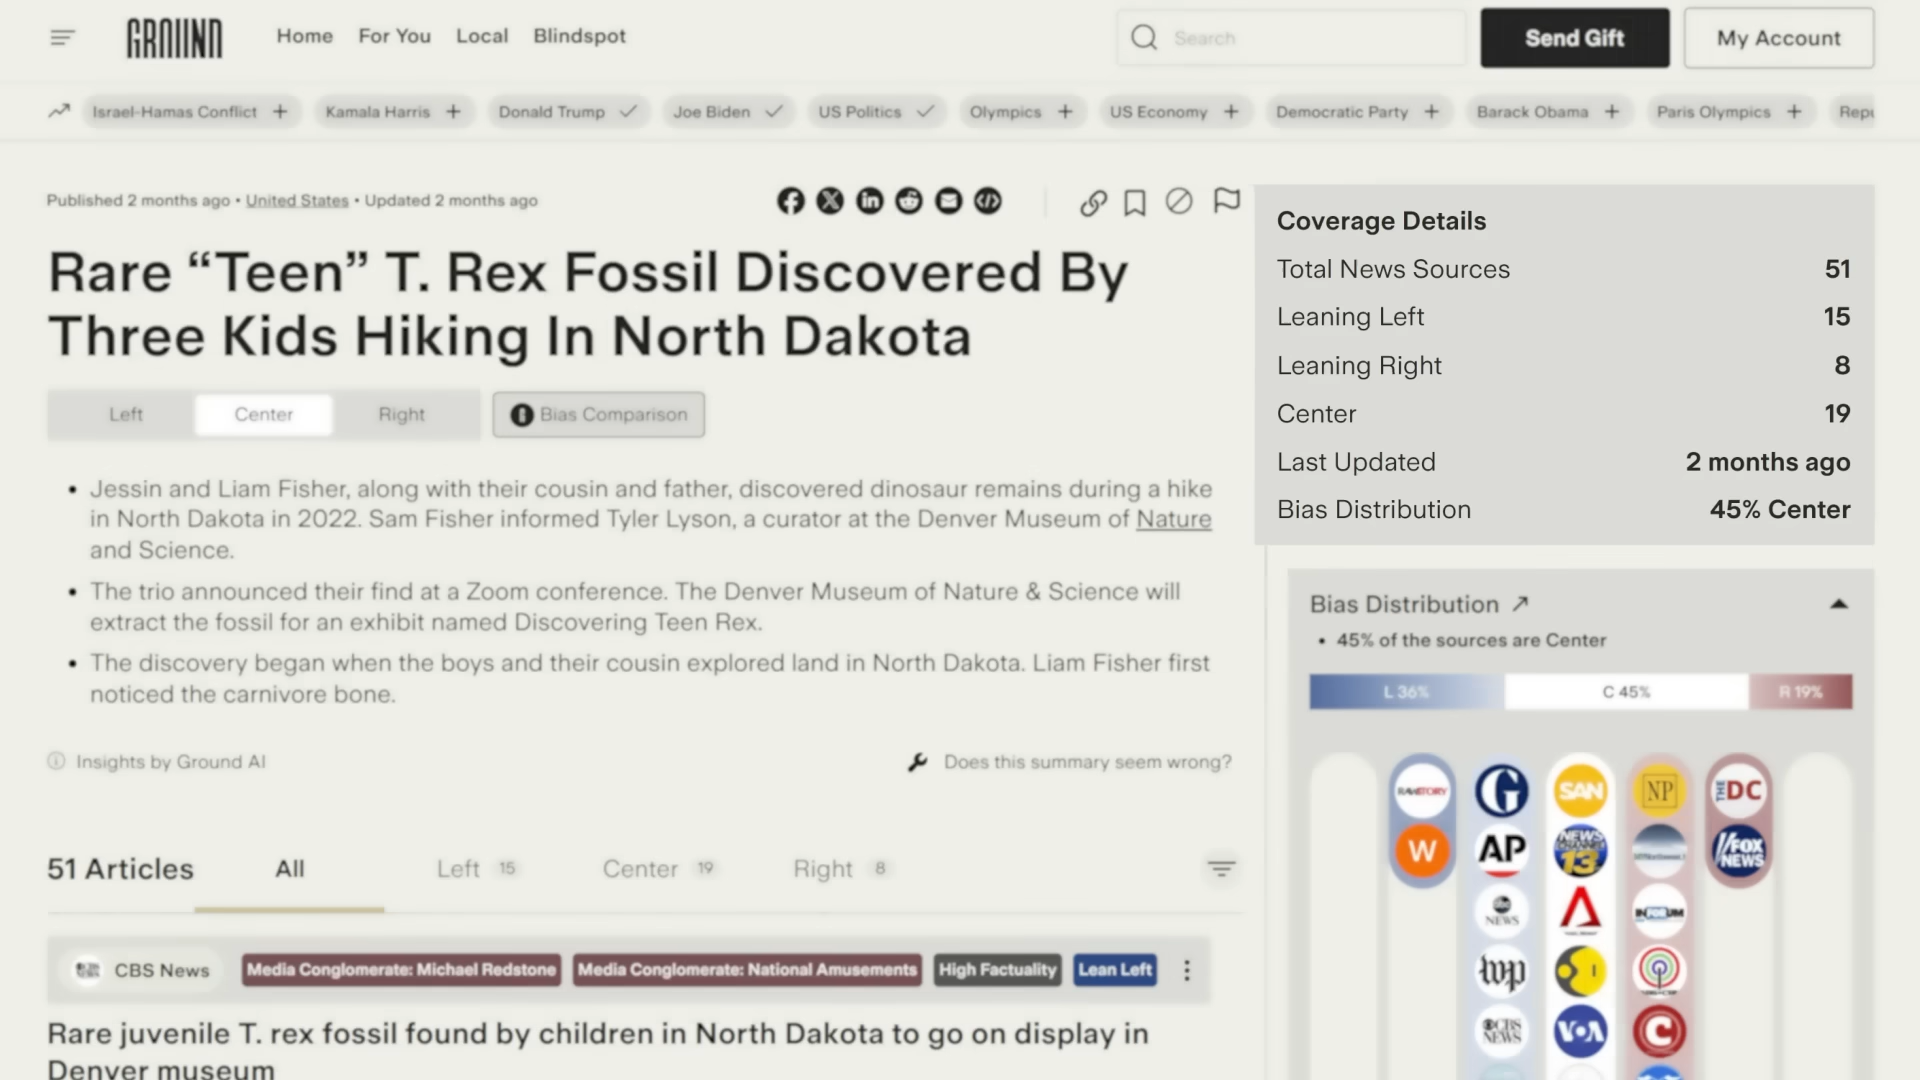 GROUND
Home For You Local Blindspot
Search
Send Gift
My Account
Israel-Hamas Conflict +
Kamala Harris +
Donald Trump ✓
Joe Biden ✓
US Politics ✓
Olympics +
US Economy +
Democratic Party +
Barack Obama +
Paris Olympics +
Published 2 months ago • United States • Updated 2 months ago
Rare “Teen” T. Rex Fossil Discovered By
Three Kids Hiking In North Dakota
Left Center Right
Bias Comparison
• Jessin and Liam Fisher, along with their cousin and father, discovered dinosaur remains during a hike
in North Dakota in 2022. Sam Fisher informed Tyler Lyson, a curator at the Denver Museum of Nature
and Science.
• The trio announced their find at a Zoom conference. The Denver Museum of Nature & Science will
extract the fossil for an exhibit named Discovering Teen Rex.
• The discovery began when the boys and their cousin explored land in North Dakota. Liam Fisher first
noticed the carnivore bone.
Insights by Ground AI
Does this summary seem wrong?
51 Articles
All
Left 15
Center 19
Right 8
CBS News
Media Conglomerate: Michael Redstone
Media Conglomerate: National Amusements
High Factuality
Lean Left
Rare juvenile T. rex fossil found by children in North Dakota to go on display in
Denver museum
Coverage Details
Total News Sources 51
Leaning Left 15
Leaning Right 8
Center 19
Last Updated 2 months ago
Bias Distribution 45% Center
Bias Distribution
• 45% of the sources are Center
L 36% C 45% R 19%
RAWSTORY
G
SAN
NP
THE DC
W
AP
NEWS CHANNEL 13
FOX NEWS
abc NEWS
INFORUM
wp
CBS NEWS
VOA
C